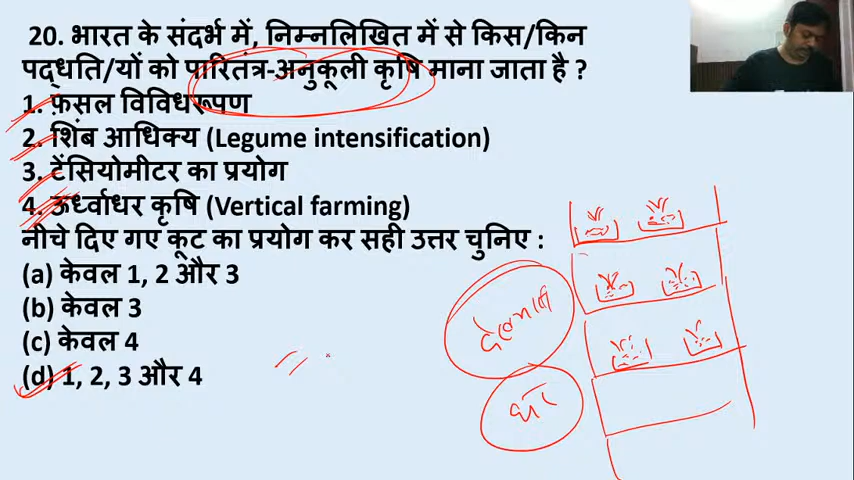 20. भारत के संदर्भ में, निम्नलिखित में से किस/किन
पद्धति/यों को पारितंत्र-अनुकूली कृषि माना जाता है ?
1. फ़सल विविधरूपण
2. शिंब आधिक्य (Legume intensification)
3. टेंसियोमीटर का प्रयोग
4. ऊर्ध्वाधर कृषि (Vertical farming)
नीचे दिए गए कूट का प्रयोग कर सही उत्तर चुनिए :
(a) केवल 1, 2 और 3
(b) केवल 3
(c) केवल 4
(d) 1, 2, 3 और 4